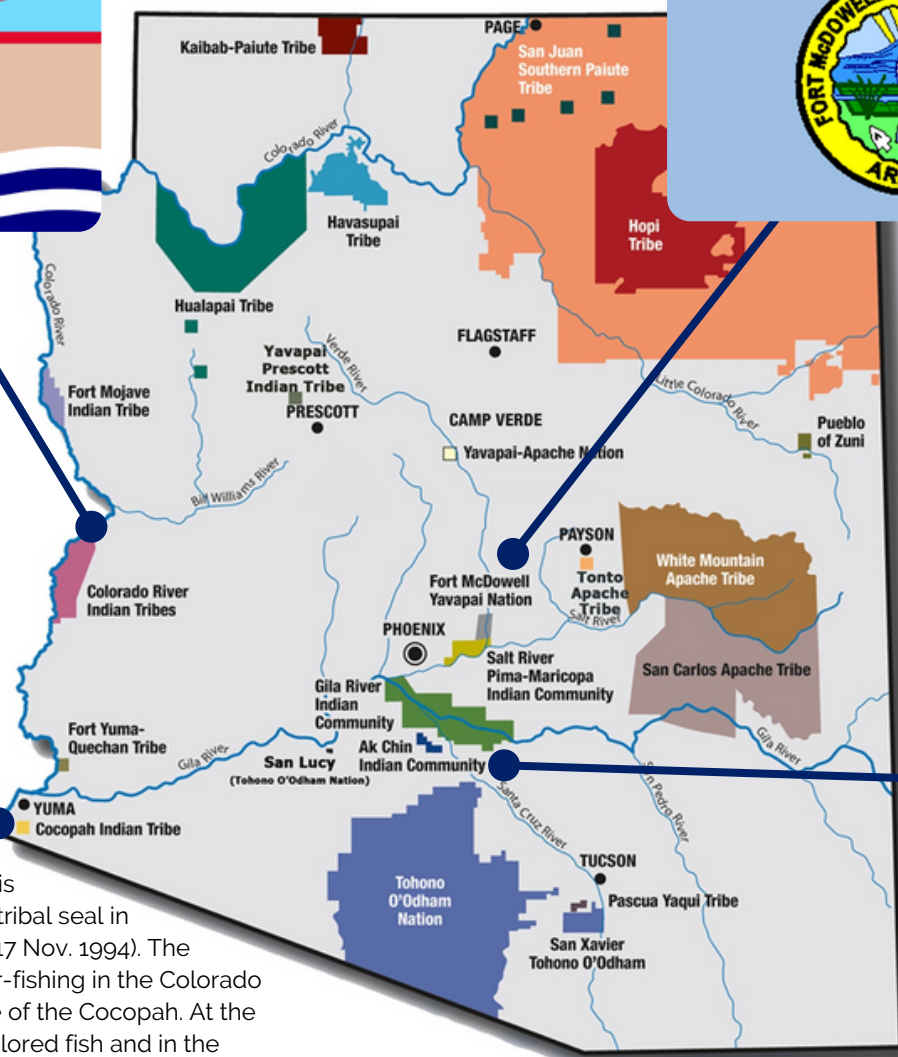 FORT McDOWELL
AR
PAGE
Kaibab-Paiute Tribe
San Juan
Southern Paiute
Tribe
Colorado River
Havasupai
Tribe
Hopi
Tribe
Colorado River
Hualapai Tribe
FLAGSTAFF
Yavapai
Prescott
Indian Tribe
Verde River
PRESCOTT
Fort Mojave
Indian Tribe
Little Colorado River
CAMP VERDE
Pueblo
of Zuni
Yavapai-Apache Nation
Bill Williams River
PAYSON
White Mountain
Apache Tribe
Tonto
Apache
Tribe
Fort McDowell
Yavapai Nation
Colorado River
Indian Tribes
Salt River
PHOENIX
Salt River
Pima-Maricopa
Indian Community
San Carlos Apache Tribe
Gila River
Indian
Community
Fort Yuma-
Quechan Tribe
Gila River
San Lucy
(Tohono O'Odham Nation)
Ak Chin
Indian Community
Gila River
San Pedro River
Santa Cruz River
YUMA
Cocopah Indian Tribe
TUCSON
Tohono
O'Odham
Nation
Pascua Yaqui Tribe
San Xavier
Tohono O'Odham
is
tribal seal in
17 Nov. 1994). The
r-fishing in the Colorado
e of the Cocopah. At the
lored fish and in the